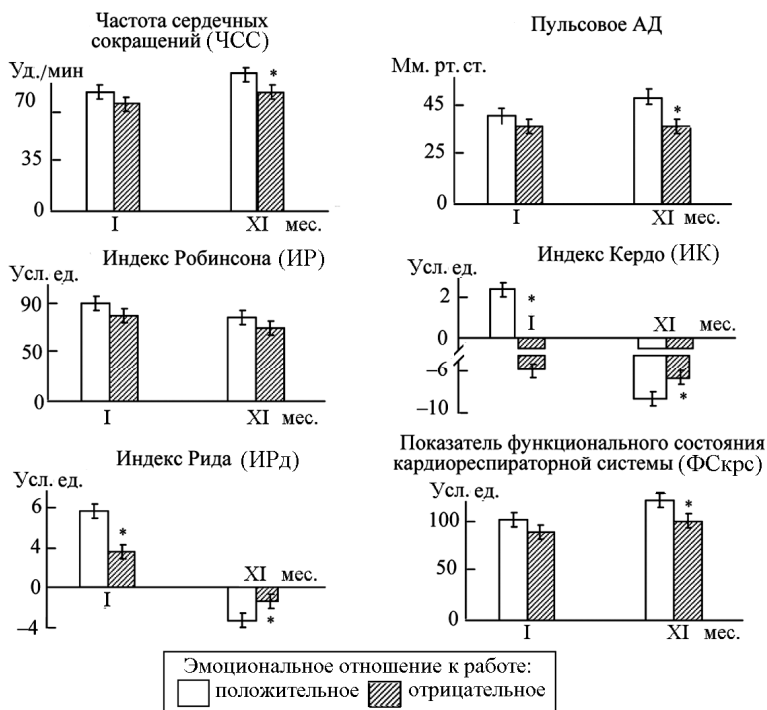 Частота сердечных
сокращений (ЧСС)
Уд./мин
70
35
0
*
I
XI мес.
Пульсовое АД
Мм. рт. ст.
45
25
*
I
XI мес.
Индекс Робинсона (ИР)
Усл. ед.
90
50
0
I
XI мес.
Индекс Кердо (ИК)
Усл. ед.
2
0
–6
–10
*
I
XI мес.
*
Индекс Рида (ИРд)
Усл. ед.
6
4
0
–4
*
I
XI мес.
*
Показатель функционального состояния
кардиореспираторной системы (ФСкрс)
Усл. ед.
100
50
0
*
I
XI мес.
Эмоциональное отношение к работе:
положительное отрицательное